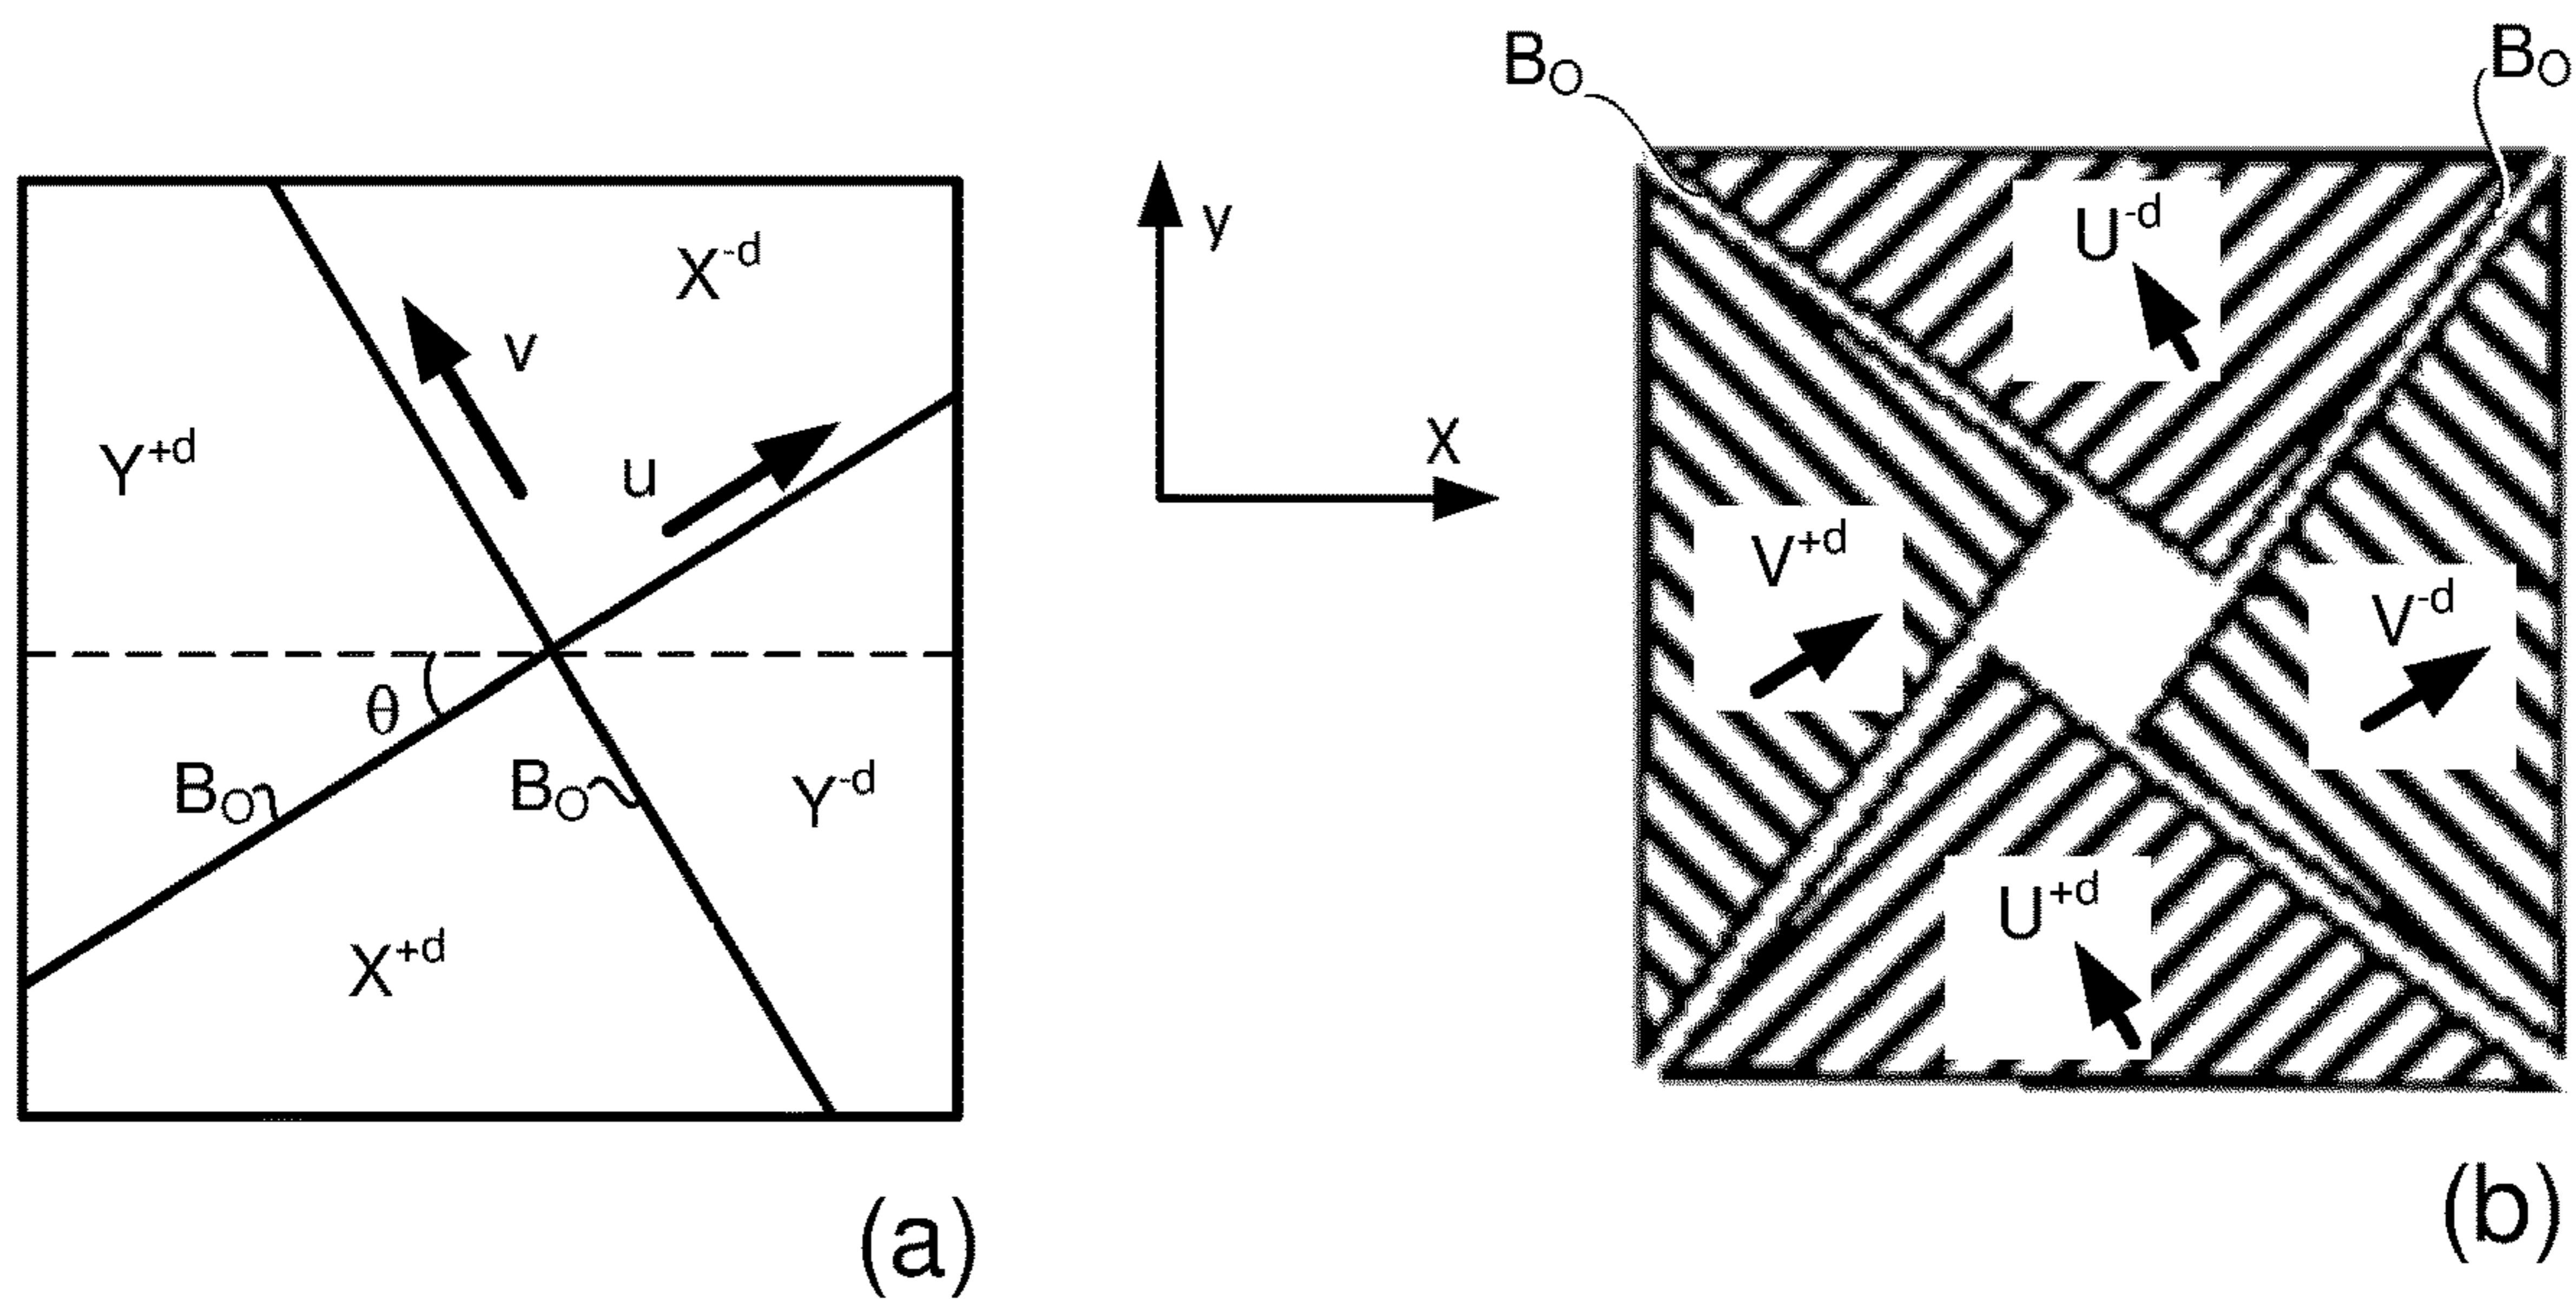 X⁻ᵈ
v
Y⁺ᵈ
u
θ
B_O
B_O
Y⁻ᵈ
X⁺ᵈ
(a)
y
X
B_O
B_O
U⁻ᵈ
V⁺ᵈ
V⁻ᵈ
U⁺ᵈ
(b)